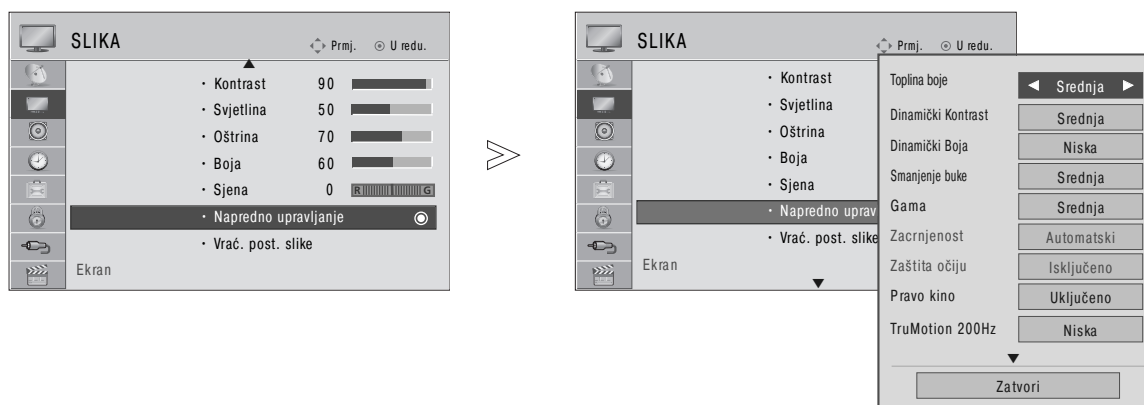 SLIKA
Prmj. U redu.
• Kontrast 90
• Svjetlina 50
• Oštrina 70
• Boja 60
• Sjena 0 R G
• Napredno upravljanje
• Vrać. post. slike
Ekran
SLIKA
Prmj. U redu.
• Kontrast
• Svjetlina
• Oštrina
• Boja
• Sjena
• Napredno uprav
• Vrać. post. slike
Ekran
Toplina boje Srednja
Dinamički Kontrast Srednja
Dinamički Boja Niska
Smanjenje buke Srednja
Gama Srednja
Zacrnjenost Automatski
Zaštita očiju Isključeno
Pravo kino Uključeno
TruMotion 200Hz Niska
Zatvori